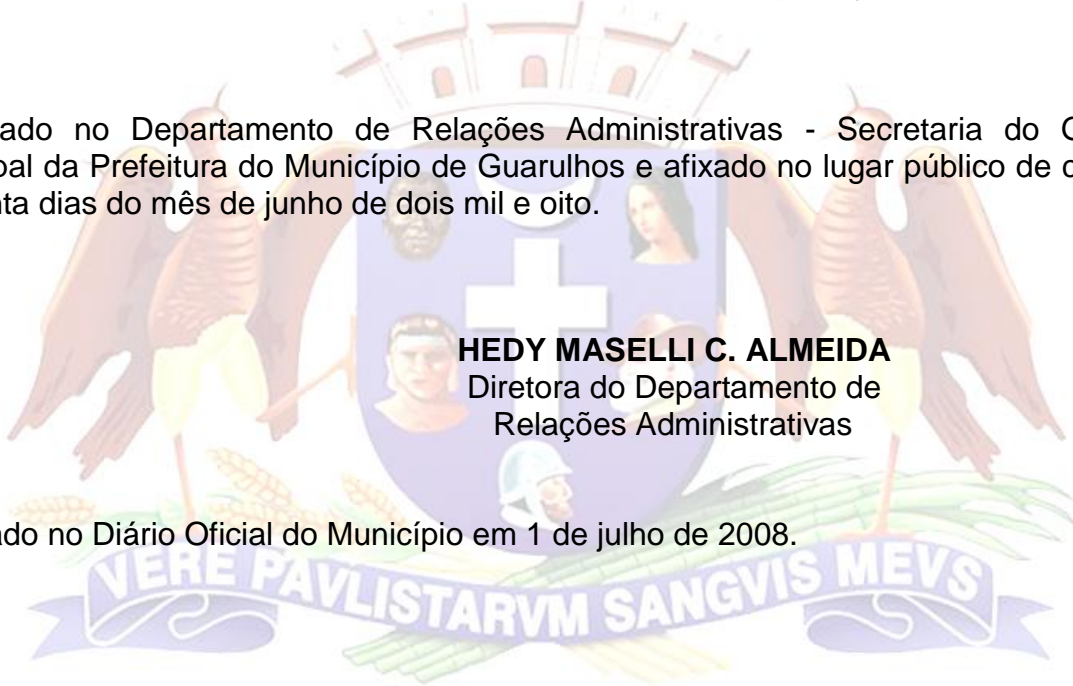 ado no Departamento de Relações Administrativas - Secretaria do
da Prefeitura do Município de Guarulhos e afixado no lugar público de
dias do mês de junho de dois mil e oito.
HEDY MASELLI C. ALMEIDA
Diretora do Departamento de
Relações Administrativas
ado no Diário Oficial do Município em 1 de julho de 2008.
VERE PAVLISTARVM SANGVIS MEVS